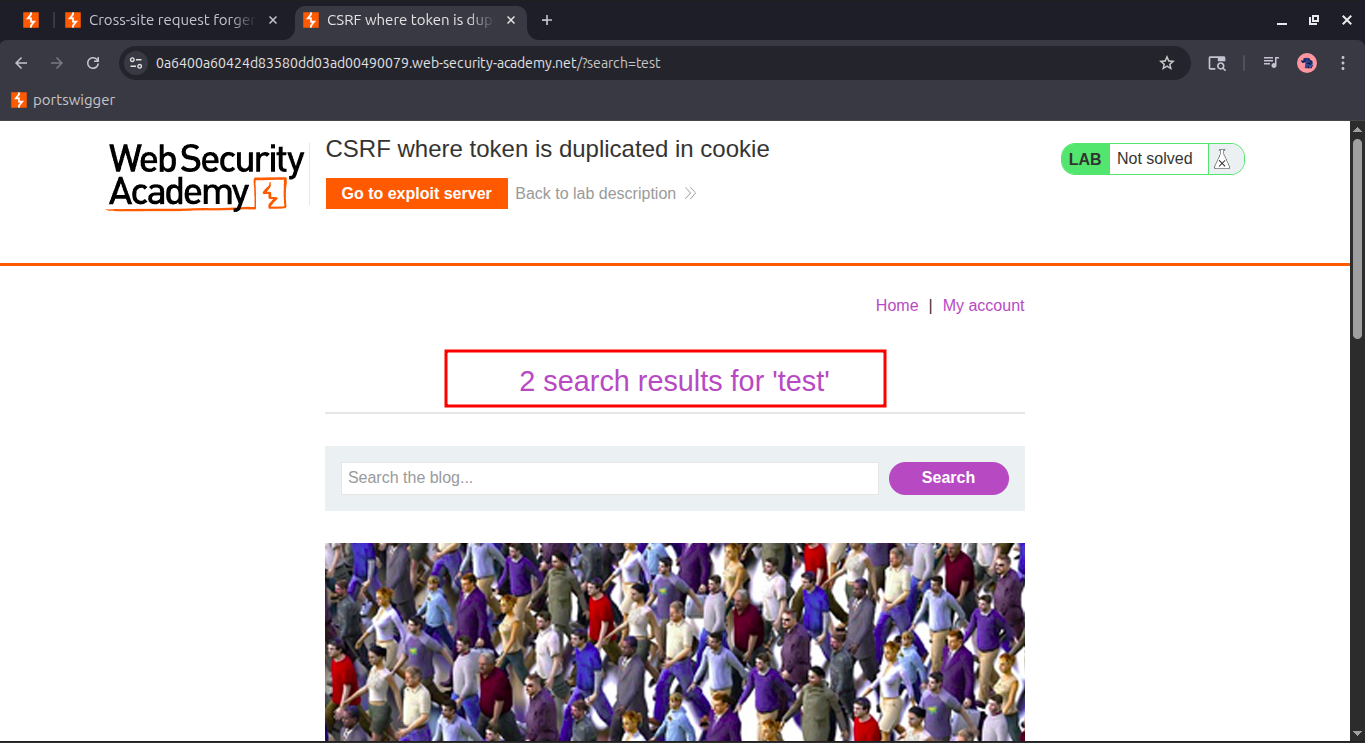 Cross-site request forger
CSRF where token is dup
0a6400a60424d83580dd03ad00490079.web-security-academy.net/?search=test
portswigger
Web Security
Academy
CSRF where token is duplicated in cookie
Go to exploit server
Back to lab description
LAB
Not solved
Home | My account
2 search results for 'test'
Search the blog...
Search